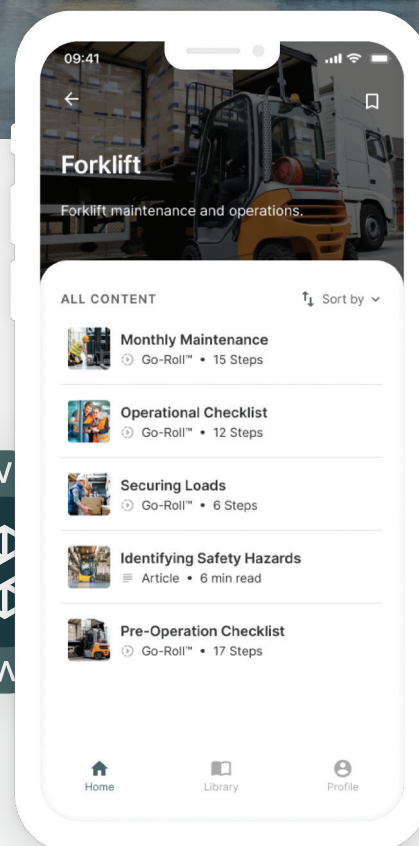 09:41
Forklift
Forklift maintenance and operations.
ALL CONTENT
Sort by
Monthly Maintenance
Go-Roll™ • 15 Steps
Operational Checklist
Go-Roll™ • 12 Steps
Securing Loads
Go-Roll™ • 6 Steps
Identifying Safety Hazards
Article • 6 min read
Pre-Operation Checklist
Go-Roll™ • 17 Steps
Home
Library
Profile